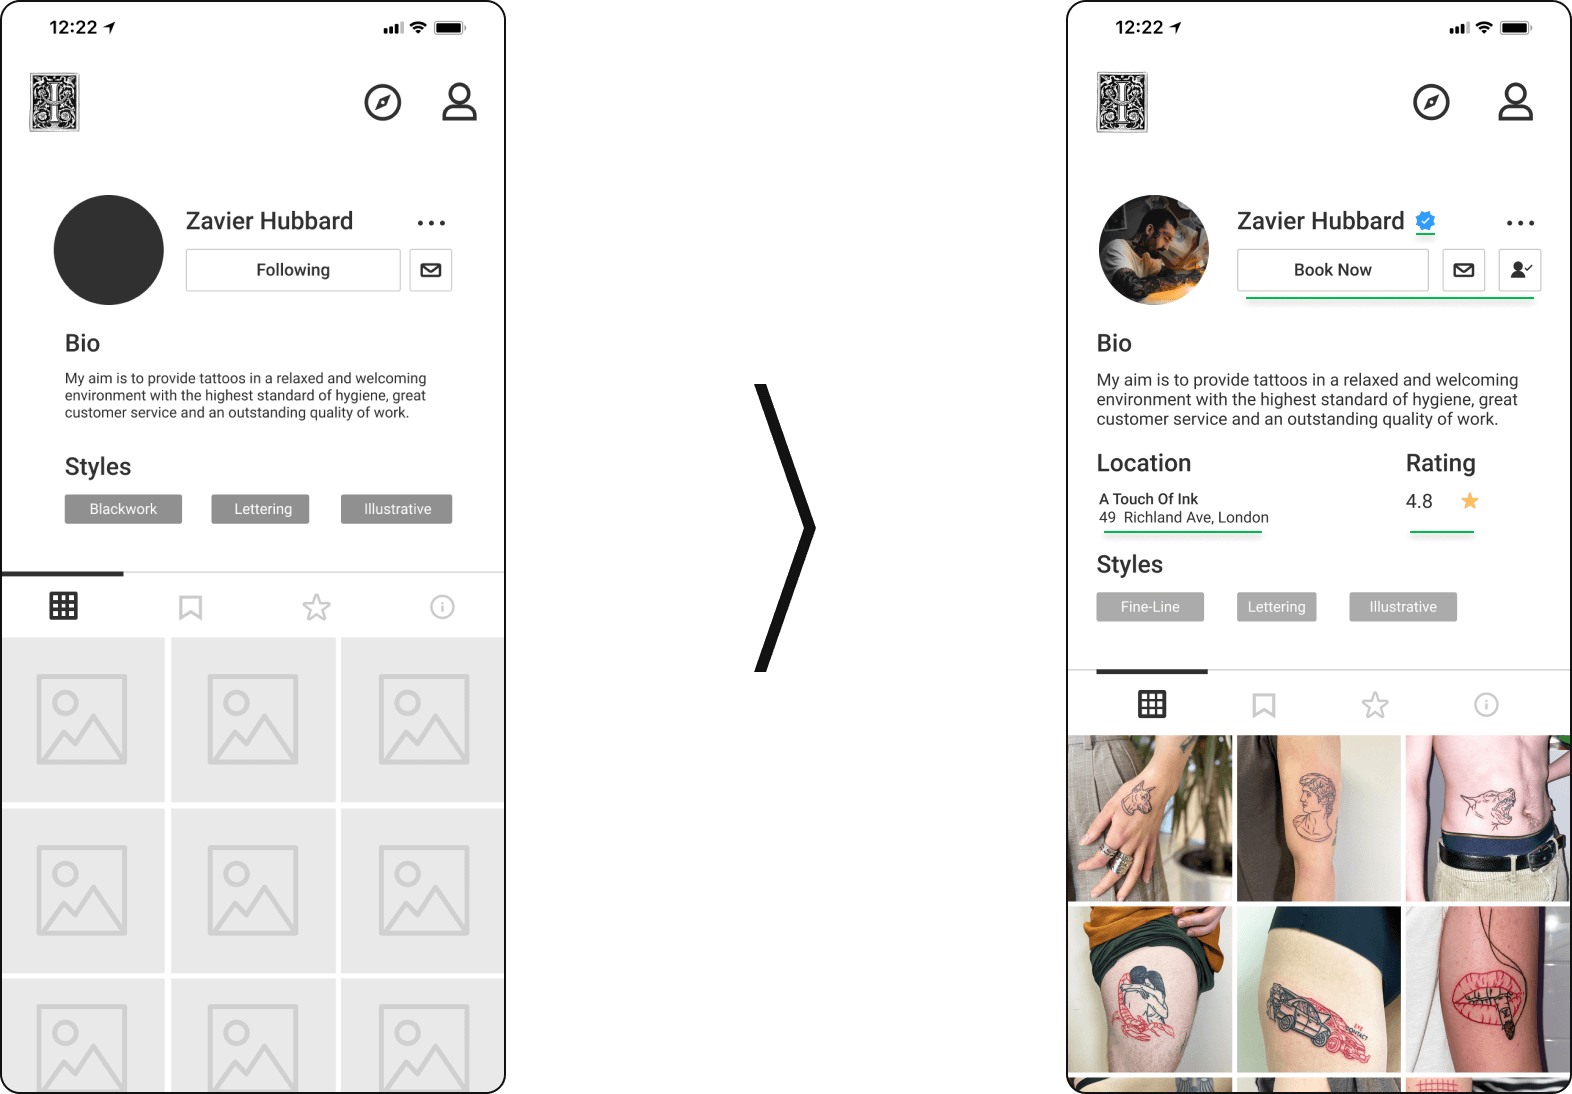 12:22
Zavier Hubbard
Following
Bio
My aim is to provide tattoos in a relaxed and welcoming
environment with the highest standard of hygiene, great
customer service and an outstanding quality of work.
Styles
Blackwork
Lettering
Illustrative
12:22
Zavier Hubbard
Book Now
Bio
My aim is to provide tattoos in a relaxed and welcoming
environment with the highest standard of hygiene, great
customer service and an outstanding quality of work.
Location
Rating
A Touch Of Ink
4.8
49 Richland Ave, London
Styles
Fine-Line
Lettering
Illustrative
EYE
CONTACT